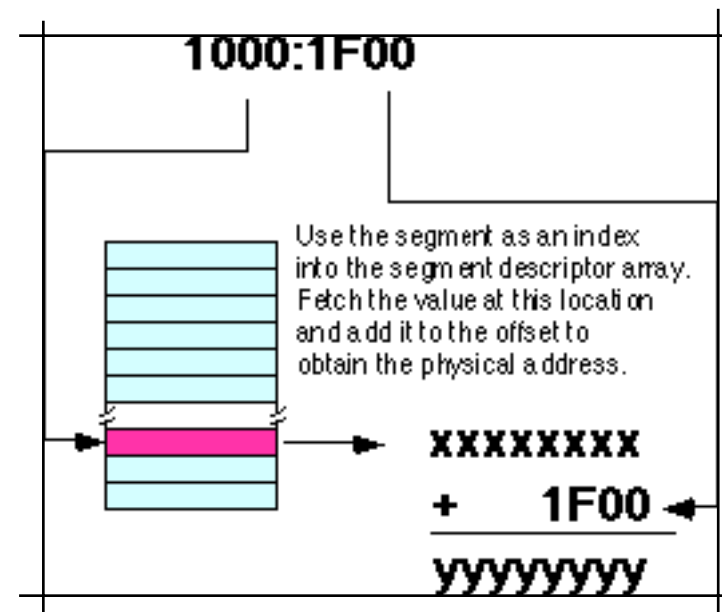 1000:1F00
Use the segment as an index
into the segment descriptor array.
Fetch the value at this location
and add it to the offset to
obtain the physical address.
xxxxxxxx
+ 1F00
yyyyyyyy